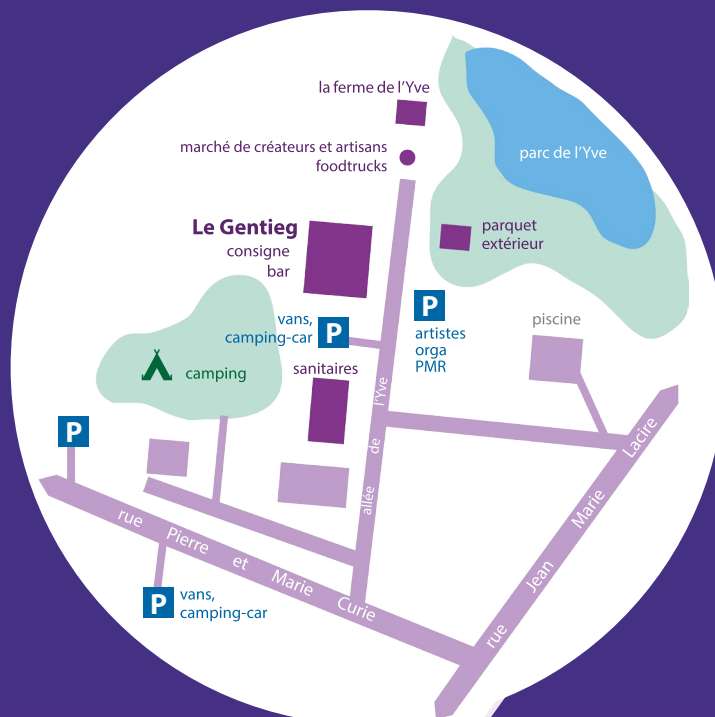 la ferme de l'Yve
marché de créateurs et artisans
foodtrucks
parc de l'Yve
Le Gentieg
consigne
bar
parquet
extérieur
P
artistes
orga
PMR
vans,
camping-car
P
piscine
sanitaires
camping
P
allée de l'Yve
rue Jean Marie Lacire
rue Pierre et Marie Curie
P
vans,
camping-car